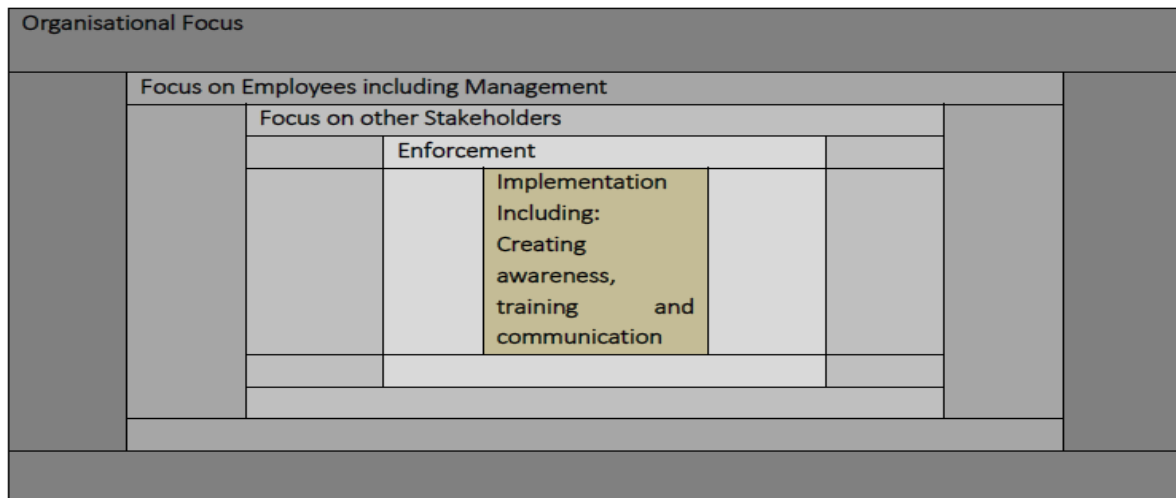 Organisational Focus
Focus on Employees including Management
Focus on other Stakeholders
Enforcement
Implementation
Including:
Creating
awareness,
training and
communication